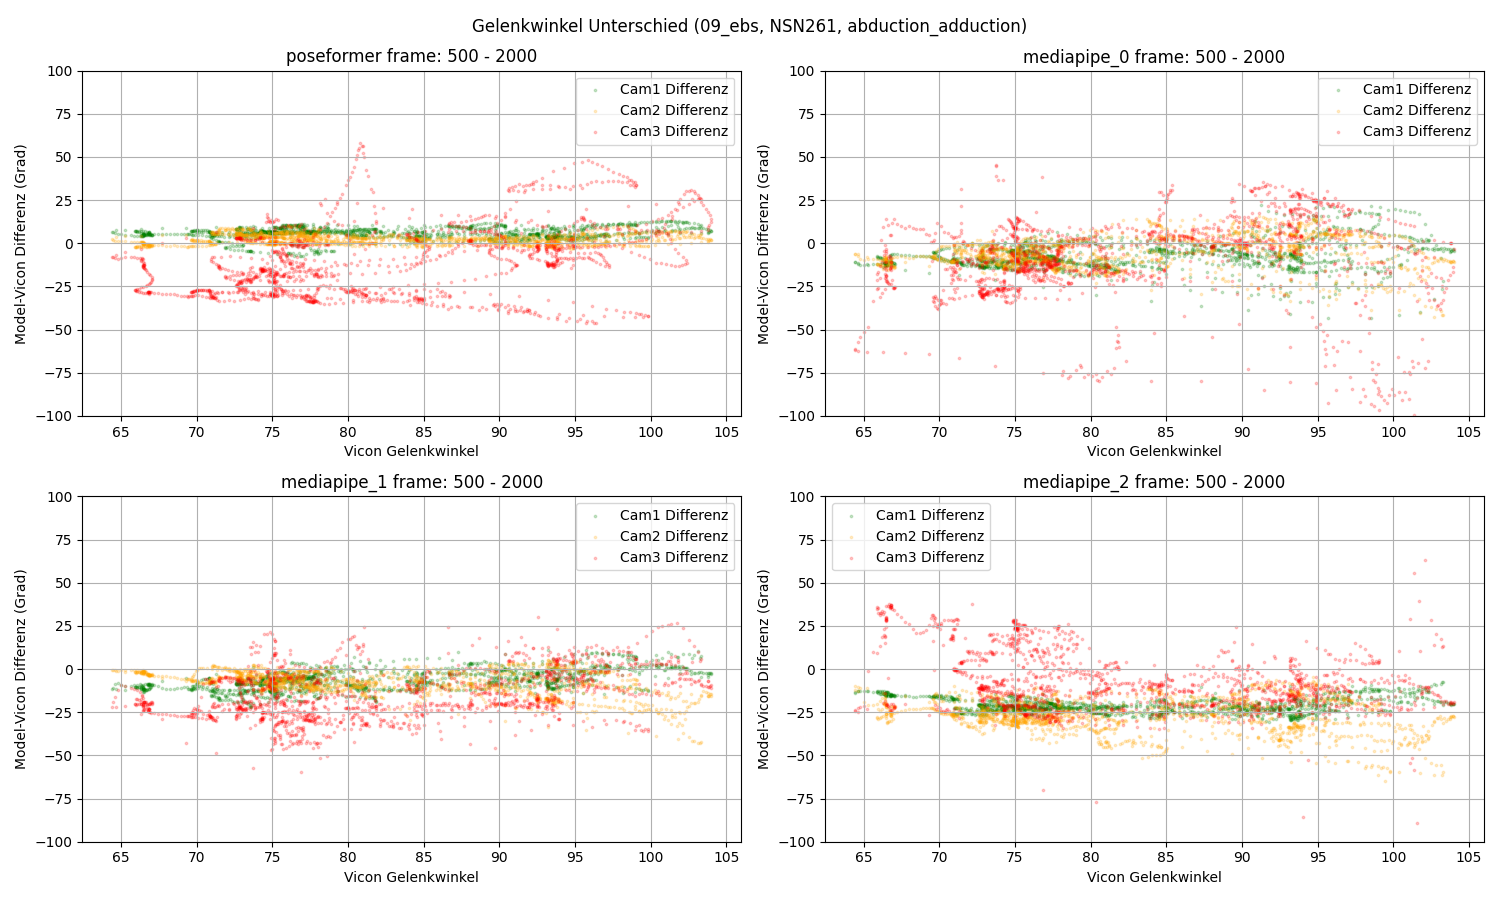 Gelenkwinkel Unterschied (09_ebs, NSN261, abduction_adduction)
poseformer frame: 500 - 2000
100
75
50
25
0
−25
−50
−75
−100
Model-Vicon Differenz (Grad)
Cam1 Differenz
Cam2 Differenz
Cam3 Differenz
65 70 75 80 85 90 95 100 105
Vicon Gelenkwinkel
mediapipe_0 frame: 500 - 2000
100
75
50
25
0
−25
−50
−75
−100
Model-Vicon Differenz (Grad)
Cam1 Differenz
Cam2 Differenz
Cam3 Differenz
65 70 75 80 85 90 95 100 105
Vicon Gelenkwinkel
mediapipe_1 frame: 500 - 2000
100
75
50
25
0
−25
−50
−75
−100
Model-Vicon Differenz (Grad)
Cam1 Differenz
Cam2 Differenz
Cam3 Differenz
65 70 75 80 85 90 95 100 105
Vicon Gelenkwinkel
mediapipe_2 frame: 500 - 2000
100
75
50
25
0
−25
−50
−75
−100
Model-Vicon Differenz (Grad)
Cam1 Differenz
Cam2 Differenz
Cam3 Differenz
65 70 75 80 85 90 95 100 105
Vicon Gelenkwinkel